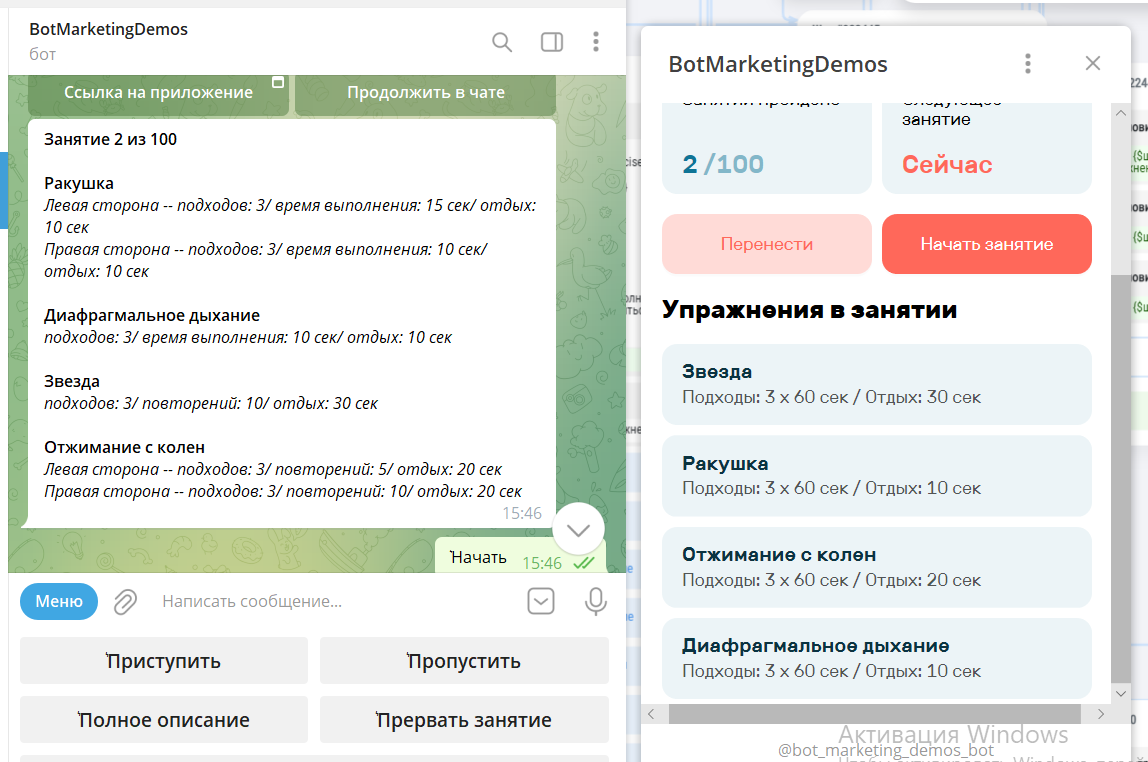 BotMarketingDemos
бот
Ссылка на приложение
Продолжить в чате
Занятие 2 из 100
Ракушка
Левая сторона -- подходов: 3/ время выполнения: 15 сек/ отдых:
10 сек
Правая сторона -- подходов: 3/ время выполнения: 10 сек/
отдых: 10 сек
Диафрагмальное дыхание
подходов: 3/ время выполнения: 10 сек/ отдых: 10 сек
Звезда
подходов: 3/ повторений: 10/ отдых: 30 сек
Отжимание с колен
Левая сторона -- подходов: 3/ повторений: 5/ отдых: 20 сек
Правая сторона -- подходов: 3/ повторений: 10/ отдых: 20 сек
15:46
Начать
15:46
Меню
Написать сообщение...
Приступить
Пропустить
Полное описание
Прервать занятие
BotMarketingDemos
Занятий пройдено
Следующее
занятие
2 /100
Сейчас
Перенести
Начать занятие
Упражнения в занятии
Звезда
Подходы: 3 x 60 сек / Отдых: 30 сек
Ракушка
Подходы: 3 x 60 сек / Отдых: 10 сек
Отжимание с колен
Подходы: 3 x 60 сек / Отдых: 20 сек
Диафрагмальное дыхание
Подходы: 3 x 60 сек / Отдых: 10 сек
Активация Windows
@bot_marketing_demos_bot